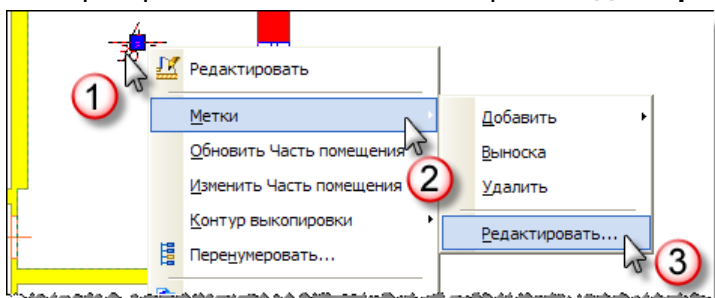 1
Редактировать
Метки
Обновить Часть помещения
2
Изменить Часть помещения
Контур выкопировки
Перенумеровать...
Добавить
Выноска
Удалить
Редактировать...
3